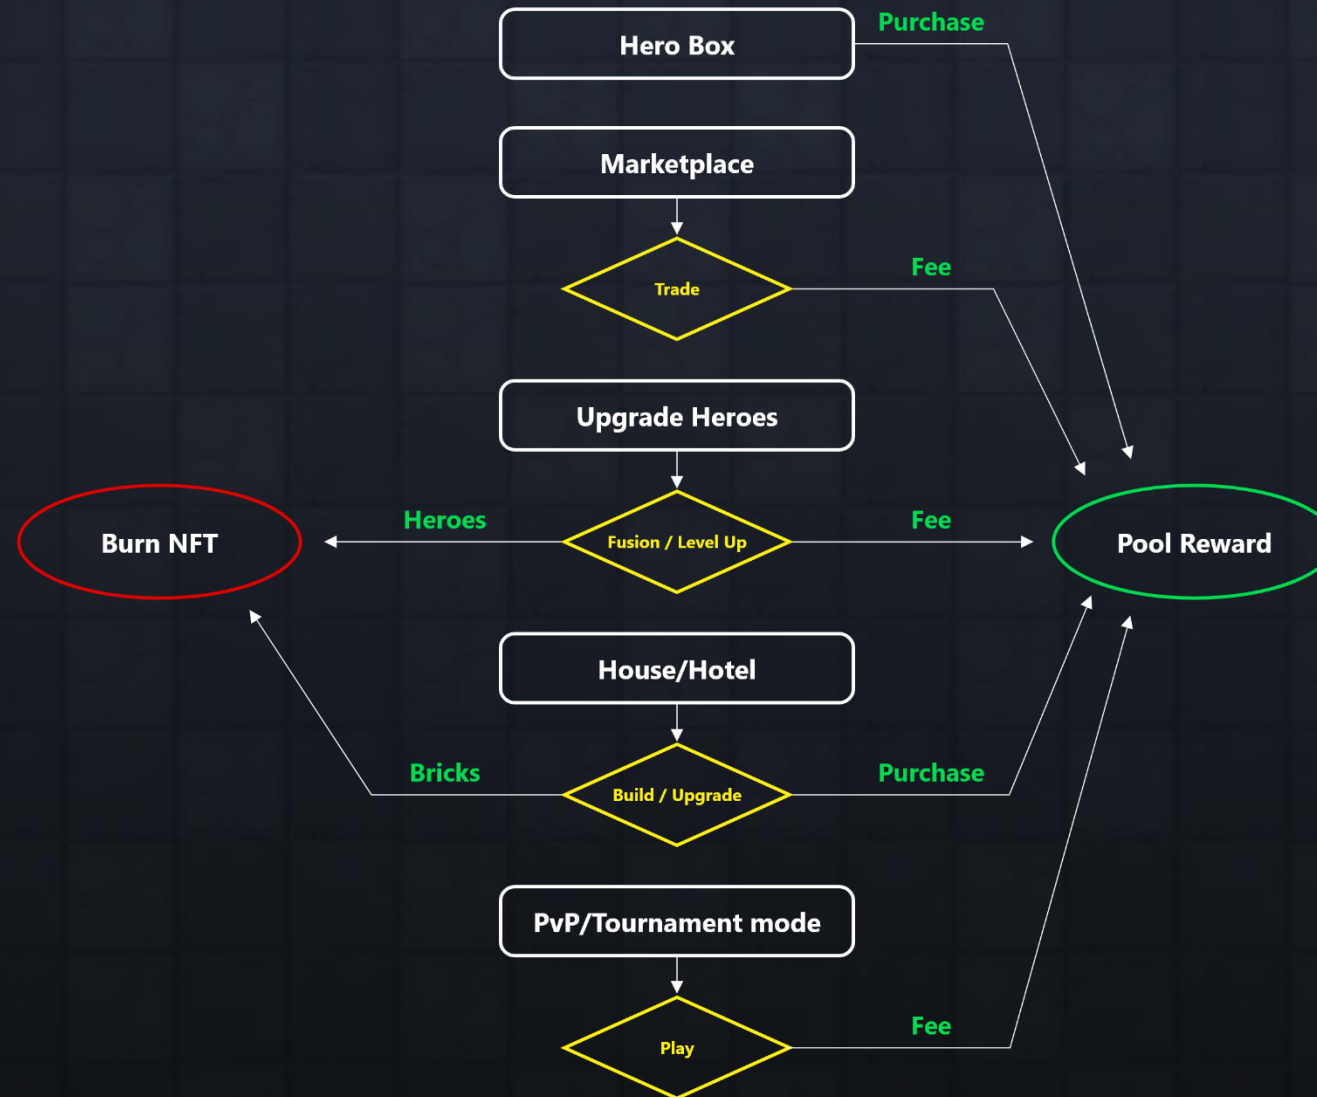 Hero Box
Purchase
Marketplace
Trade
Fee
Upgrade Heroes
Burn NFT
Heroes
Fusion / Level Up
Fee
Pool Reward
House/Hotel
Bricks
Build / Upgrade
Purchase
PvP/Tournament mode
Play
Fee